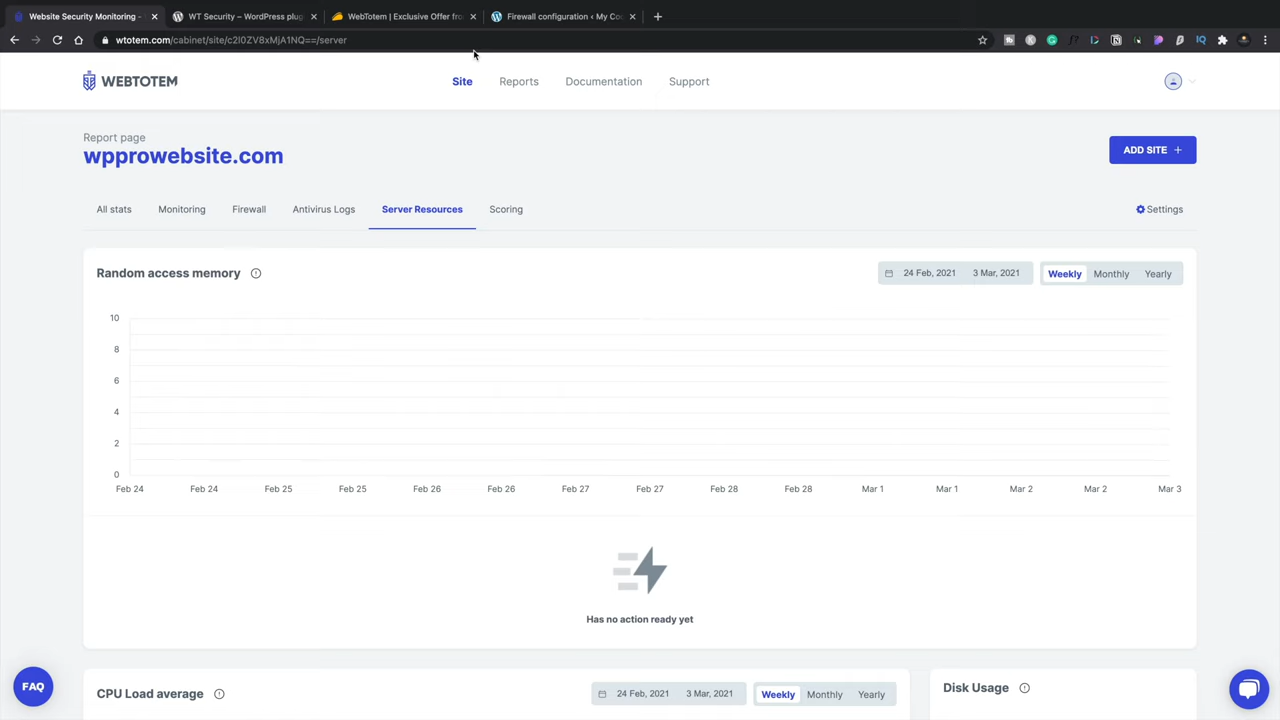 Website Security Monitoring -
WT Security – WordPress plug
WebTotem | Exclusive Offer fro
Firewall configuration ‹ My Co
wtotem.com/cabinet/site/c2l0ZV8xMjA1NQ==/server
WEBTOTEM
Site
Reports
Documentation
Support
Report page
wpprowebsite.com
ADD SITE +
All stats
Monitoring
Firewall
Antivirus Logs
Server Resources
Scoring
Settings
Random access memory
24 Feb, 2021 3 Mar, 2021
Weekly Monthly Yearly
10
8
6
4
2
0
Feb 24 Feb 24 Feb 25 Feb 25 Feb 26 Feb 26 Feb 27 Feb 27 Feb 28 Feb 28 Mar 1 Mar 1 Mar 2 Mar 2 Mar 3
Has no action ready yet
FAQ
CPU Load average
24 Feb, 2021 3 Mar, 2021
Weekly Monthly Yearly
Disk Usage